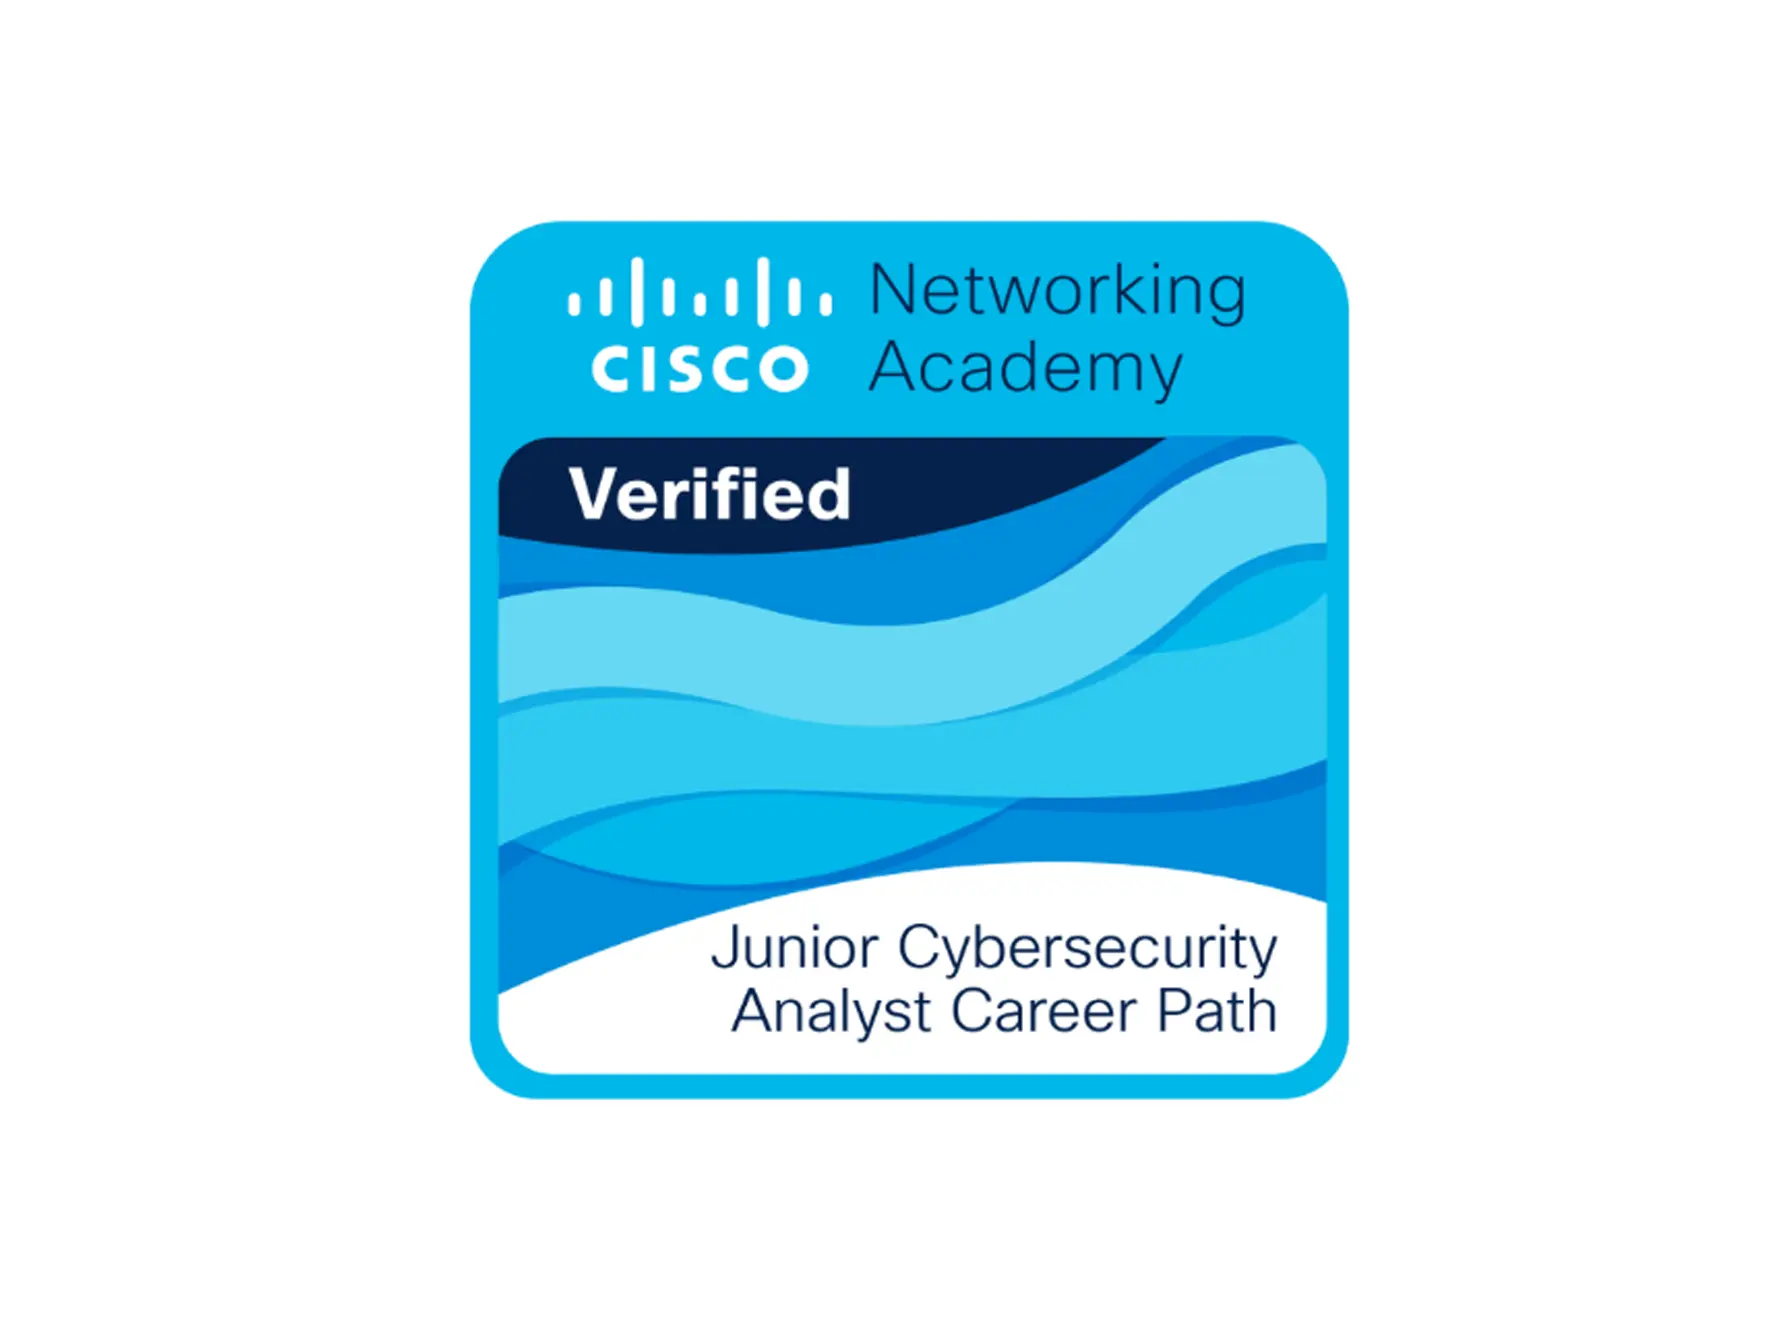 CISCO
Networking
Academy
Verified
Junior Cybersecurity
Analyst Career Path